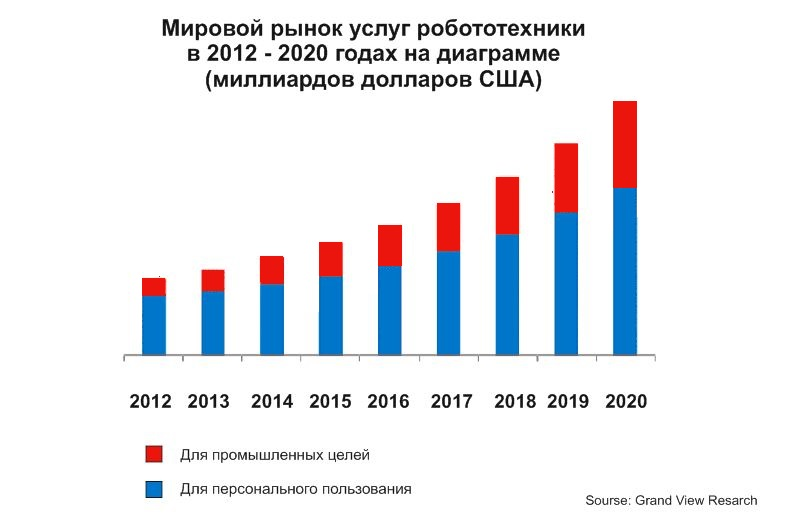 Мировой рынок услуг робототехники
в 2012 - 2020 годах на диаграмме
(миллиардов долларов США)
2012 2013 2014 2015 2016 2017 2018 2019 2020
Для промышленных целей
Для персонального пользования
Sourse: Grand View Resarch